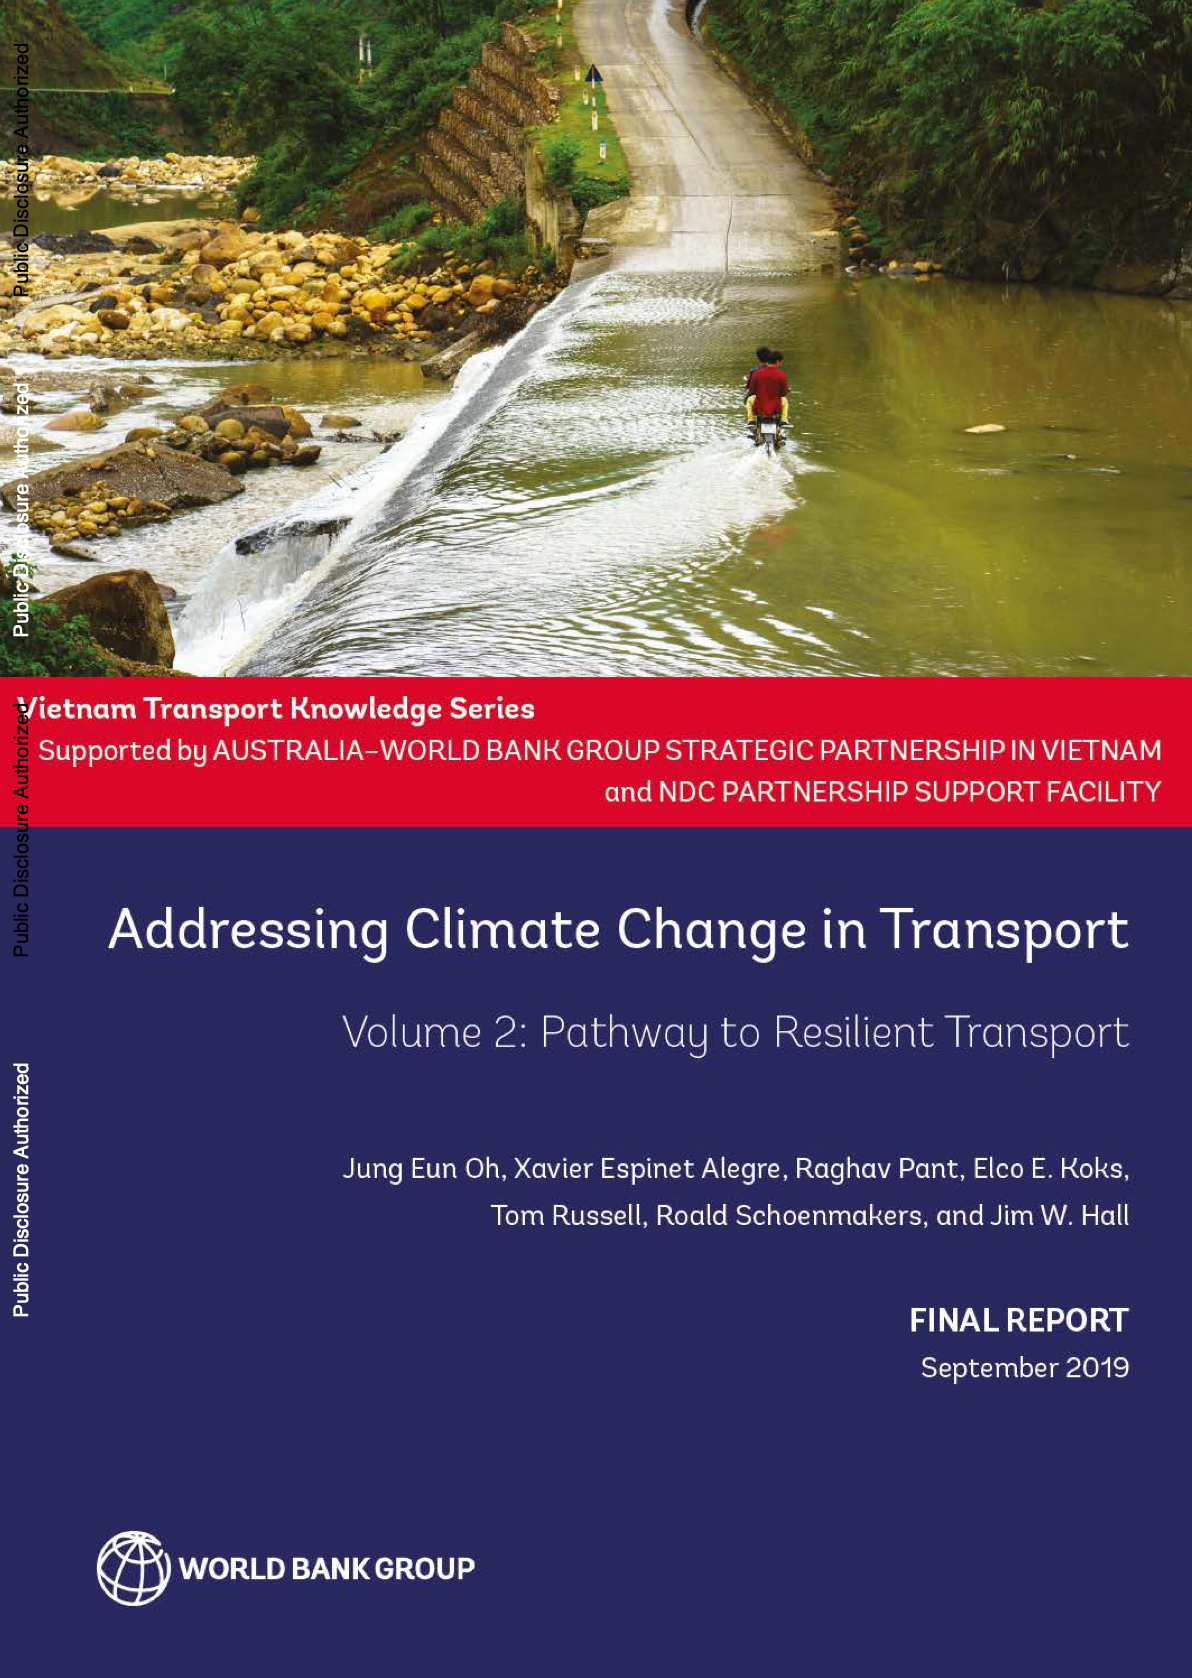 Public Disclosure Authorized
Public Disclosure Authorized
Public Disclosure Authorized
Public Disclosure Authorized
Vietnam Transport Knowledge Series
Supported by AUSTRALIA–WORLD BANK GROUP STRATEGIC PARTNERSHIP IN VIETNAM
and NDC PARTNERSHIP SUPPORT FACILITY
Addressing Climate Change in Transport
Volume 2: Pathway to Resilient Transport
Jung Eun Oh, Xavier Espinet Alegre, Raghav Pant, Elco E. Koks,
Tom Russell, Roald Schoenmakers, and Jim W. Hall
FINAL REPORT
September 2019
WORLD BANK GROUP